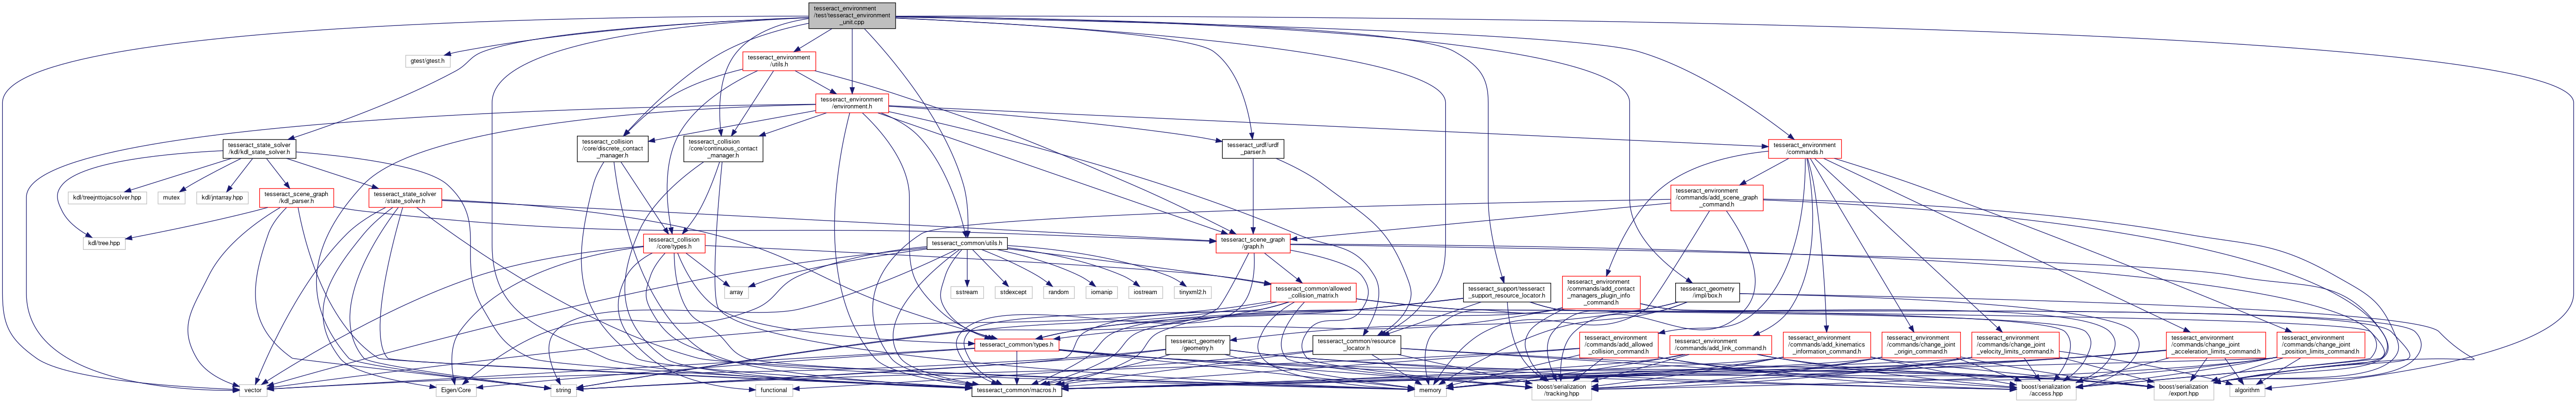 tesseract_environment
/test/tesseract_environment
_unit.cpp
gtest/gtest.h
tesseract_environment
/utils.h
tesseract_environment
/environment.h
tesseract_state_solver
/kdl/kdl_state_solver.h
tesseract_collision
/core/discrete_contact
_manager.h
tesseract_collision
/core/continuous_contact
_manager.h
tesseract_urdf/urdf
_parser.h
tesseract_environment
/commands.h
kdl/treejnttojacsolver.hpp
mutex
kdl/jntarray.hpp
tesseract_scene_graph
/kdl_parser.h
tesseract_state_solver
/state_solver.h
tesseract_environment
/commands/add_scene_graph
_command.h
kdl/tree.hpp
tesseract_collision
/core/types.h
tesseract_common/utils.h
tesseract_scene_graph
/graph.h
array
sstream
stdexcept
random
iomanip
iostream
tinyxml2.h
tesseract_common/allowed
_collision_matrix.h
tesseract_support/tesseract
_support_resource_locator.h
tesseract_environment
/commands/add_contact
_managers_plugin_info
_command.h
tesseract_geometry
/impl/box.h
tesseract_common/types.h
tesseract_geometry
/geometry.h
tesseract_common/resource
_locator.h
tesseract_environment
/commands/add_allowed
_collision_command.h
tesseract_environment
/commands/add_link_command.h
tesseract_environment
/commands/add_kinematics
_information_command.h
tesseract_environment
/commands/change_joint
_origin_command.h
tesseract_environment
/commands/change_joint
_velocity_limits_command.h
tesseract_environment
/commands/change_joint
_acceleration_limits_command.h
tesseract_environment
/commands/change_joint
_position_limits_command.h
vector
Eigen/Core
string
functional
tesseract_common/macros.h
memory
boost/serialization
/tracking.hpp
boost/serialization
/access.hpp
boost/serialization
/export.hpp
algorithm